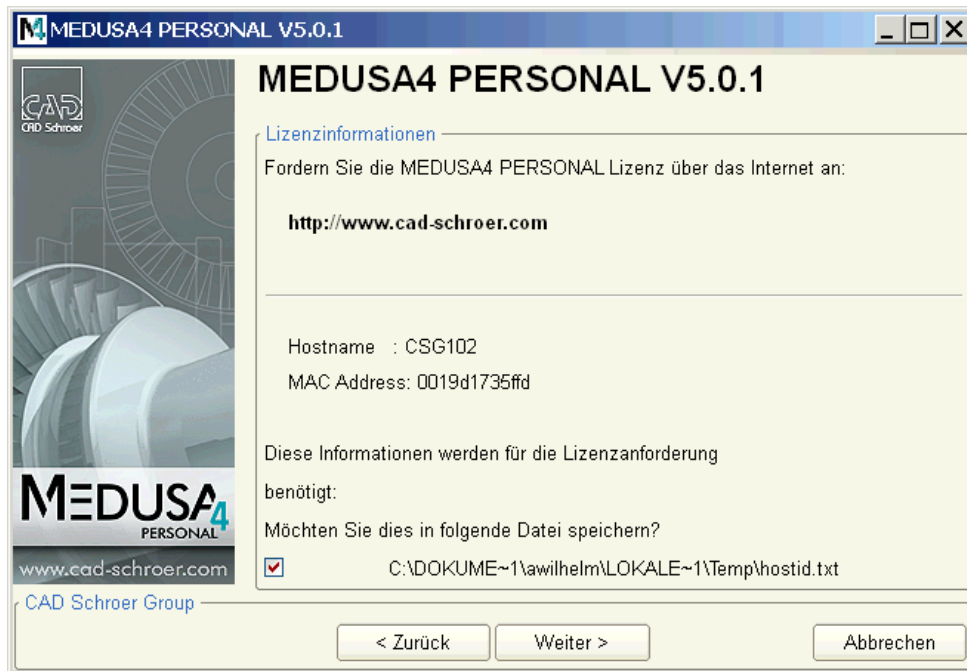 MEDUSA4 PERSONAL V5.0.1
CAD
CAD Schroer
MEDUSA4 PERSONAL V5.0.1
Lizenzinformationen
Fordern Sie die MEDUSA4 PERSONAL Lizenz über das Internet an:
http://www.cad-schroer.com
Hostname : CSG102
MAC Address: 0019d1735ffd
Diese Informationen werden für die Lizenzanforderung
benötigt:
Möchten Sie dies in folgende Datei speichern?
C:\DOKUME~1\awilhelm\LOKALE~1\Temp\hostid.txt
MEDUSA4
PERSONAL
www.cad-schroer.com
CAD Schroer Group
< Zurück
Weiter >
Abbrechen